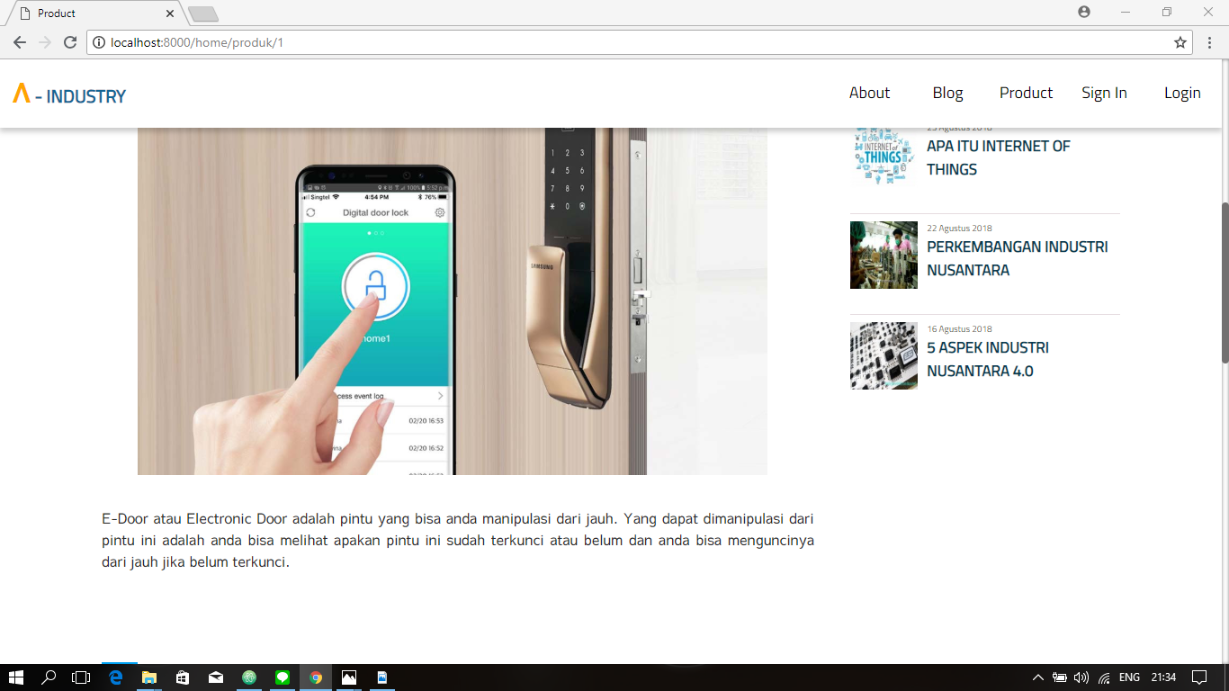 Product
localhost:8000/home/produk/1
Λ - INDUSTRY
About Blog Product Sign In Login
1 2 3
4 5 6
7 8 9
* 0
SAMSUNG
Singtel 4:54 PM 76%
Digital door lock
home1
cess event log
02/20 16:53
02/20 16:52
23 Agustus 2018
INTERNET of
THINGS
APA ITU INTERNET OF
THINGS
22 Agustus 2018
PERKEMBANGAN INDUSTRI
NUSANTARA
16 Agustus 2018
5 ASPEK INDUSTRI
NUSANTARA 4.0
E-Door atau Electronic Door adalah pintu yang bisa anda manipulasi dari jauh. Yang dapat dimanipulasi dari
pintu ini adalah anda bisa melihat apakan pintu ini sudah terkunci atau belum dan anda bisa menguncinya
dari jauh jika belum terkunci.
ENG 21:34